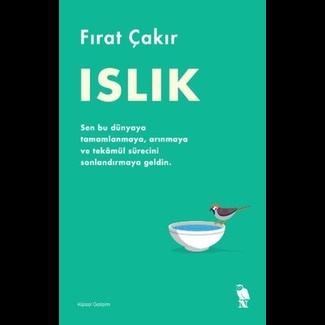 Fırat Çakır
ISLIK
Sen bu dünyaya
tamamlanmaya, arınmaya
ve tekâmül sürecini
sonlandırmaya geldin.
Kişisel Gelişim